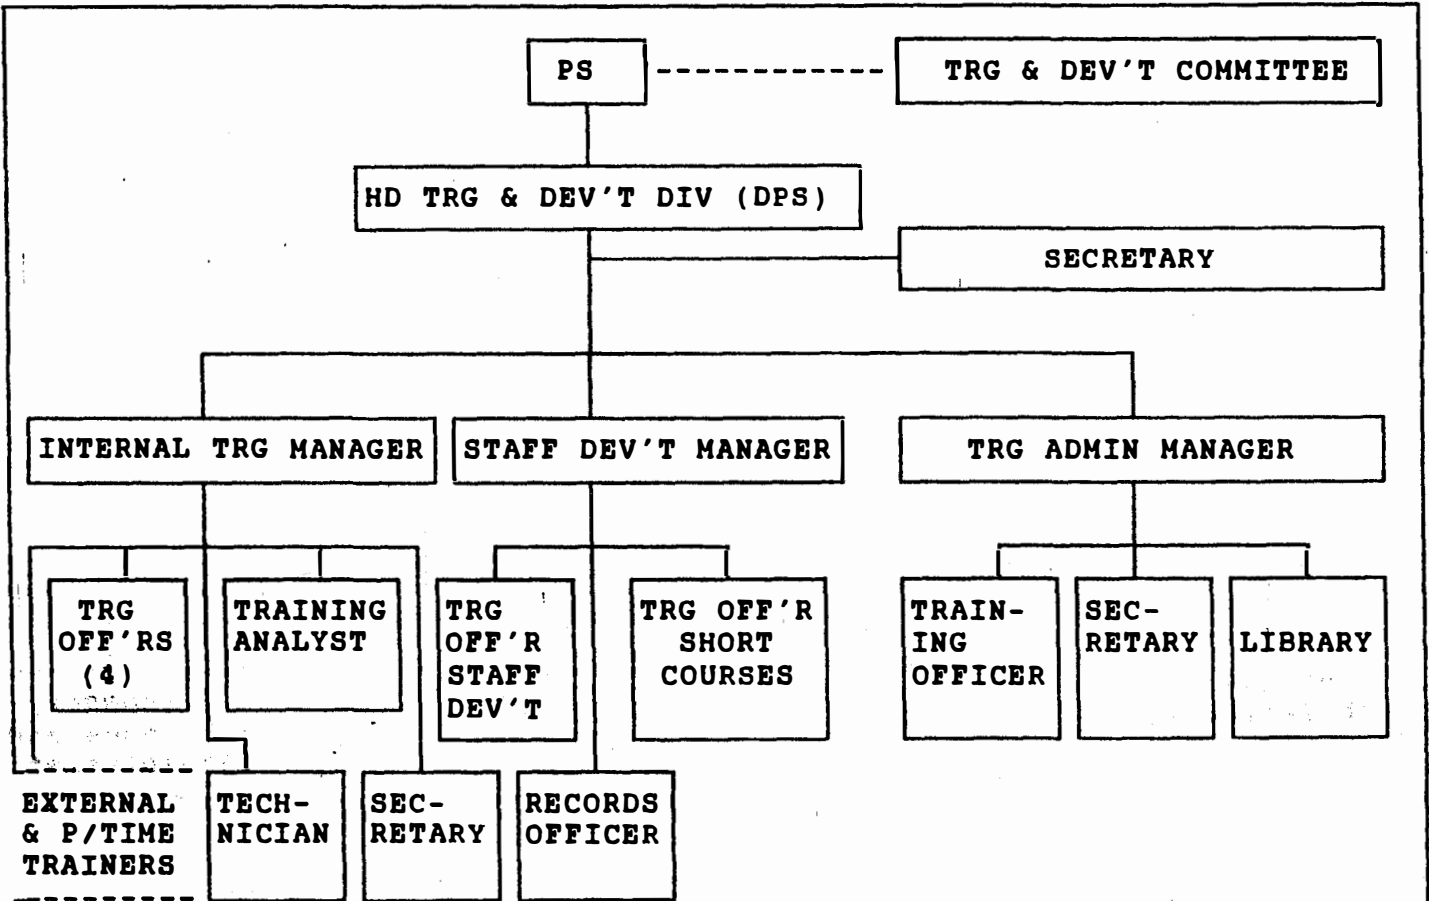 PS
TRG & DEV'T COMMITTEE
HD TRG & DEV'T DIV (DPS)
SECRETARY
INTERNAL TRG MANAGER
STAFF DEV'T MANAGER
TRG ADMIN MANAGER
TRG
OFF'RS
(4)
TRAINING
ANALYST
TRG
OFF'R
STAFF
DEV'T
TRG OFF'R
SHORT
COURSES
TRAIN-
ING
OFFICER
SEC-
RETARY
LIBRARY
EXTERNAL
& P/TIME
TRAINERS
TECH-
NICIAN
SEC-
RETARY
RECORDS
OFFICER